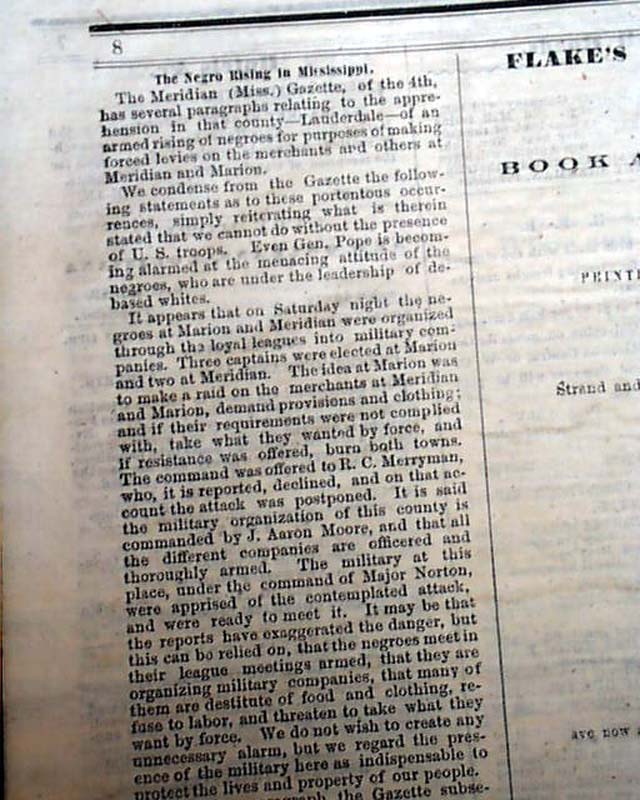 8
The Negro Rising in Mississippi.
The Meridian (Miss.) Gazette, of the 4th,
has several paragraphs relating to the appre-
hension in that county—Lauderdale—of an
armed rising of negroes for purposes of making
forced levies on the merchants and others at
Meridian and Marion.
We condense from the Gazette the follow-
ing statements as to these portentous occur-
rences, simply reiterating what is therein
stated that we cannot do without the presence
of U. S. troops. Even Gen. Pope is becom-
ing alarmed at the menacing attitude of the
negroes, who are under the leadership of de-
based whites.
It appears that on Saturday night the ne-
groes at Marion and Meridian were organized
through the loyal leagues into military com-
panies. Three captains were elected at Marion
and two at Meridian. The idea at Marion was
to make a raid on the merchants at Meridian
and Marion, demand provisions and clothing;
and if their requirements were not complied
with, take what they wanted by force, and
if resistance was offered, burn both towns.
The command was offered to R. C. Merryman,
who, it is reported, declined, and on that ac-
count the attack was postponed. It is said
the military organization of this county is
commanded by J. Aaron Moore, and that all
the different companies are officered and
thoroughly armed. The military at this
place, under the command of Major Norton,
were apprised of the contemplated attack,
and were ready to meet it. It may be that
the reports have exaggerated the danger, but
this can be relied on, that the negroes meet in
their league meetings armed, that they are
organizing military companies, that many of
them are destitute of food and clothing, re-
fuse to labor, and threaten to take what they
want by force. We do not wish to create any
unnecessary alarm, but we regard the pres-
ence of the military here as indispensable to
protect the lives and property of our people.
the Gazette subse-
FLAKE'S
BOOK A
PRINTI
Strand and
are now